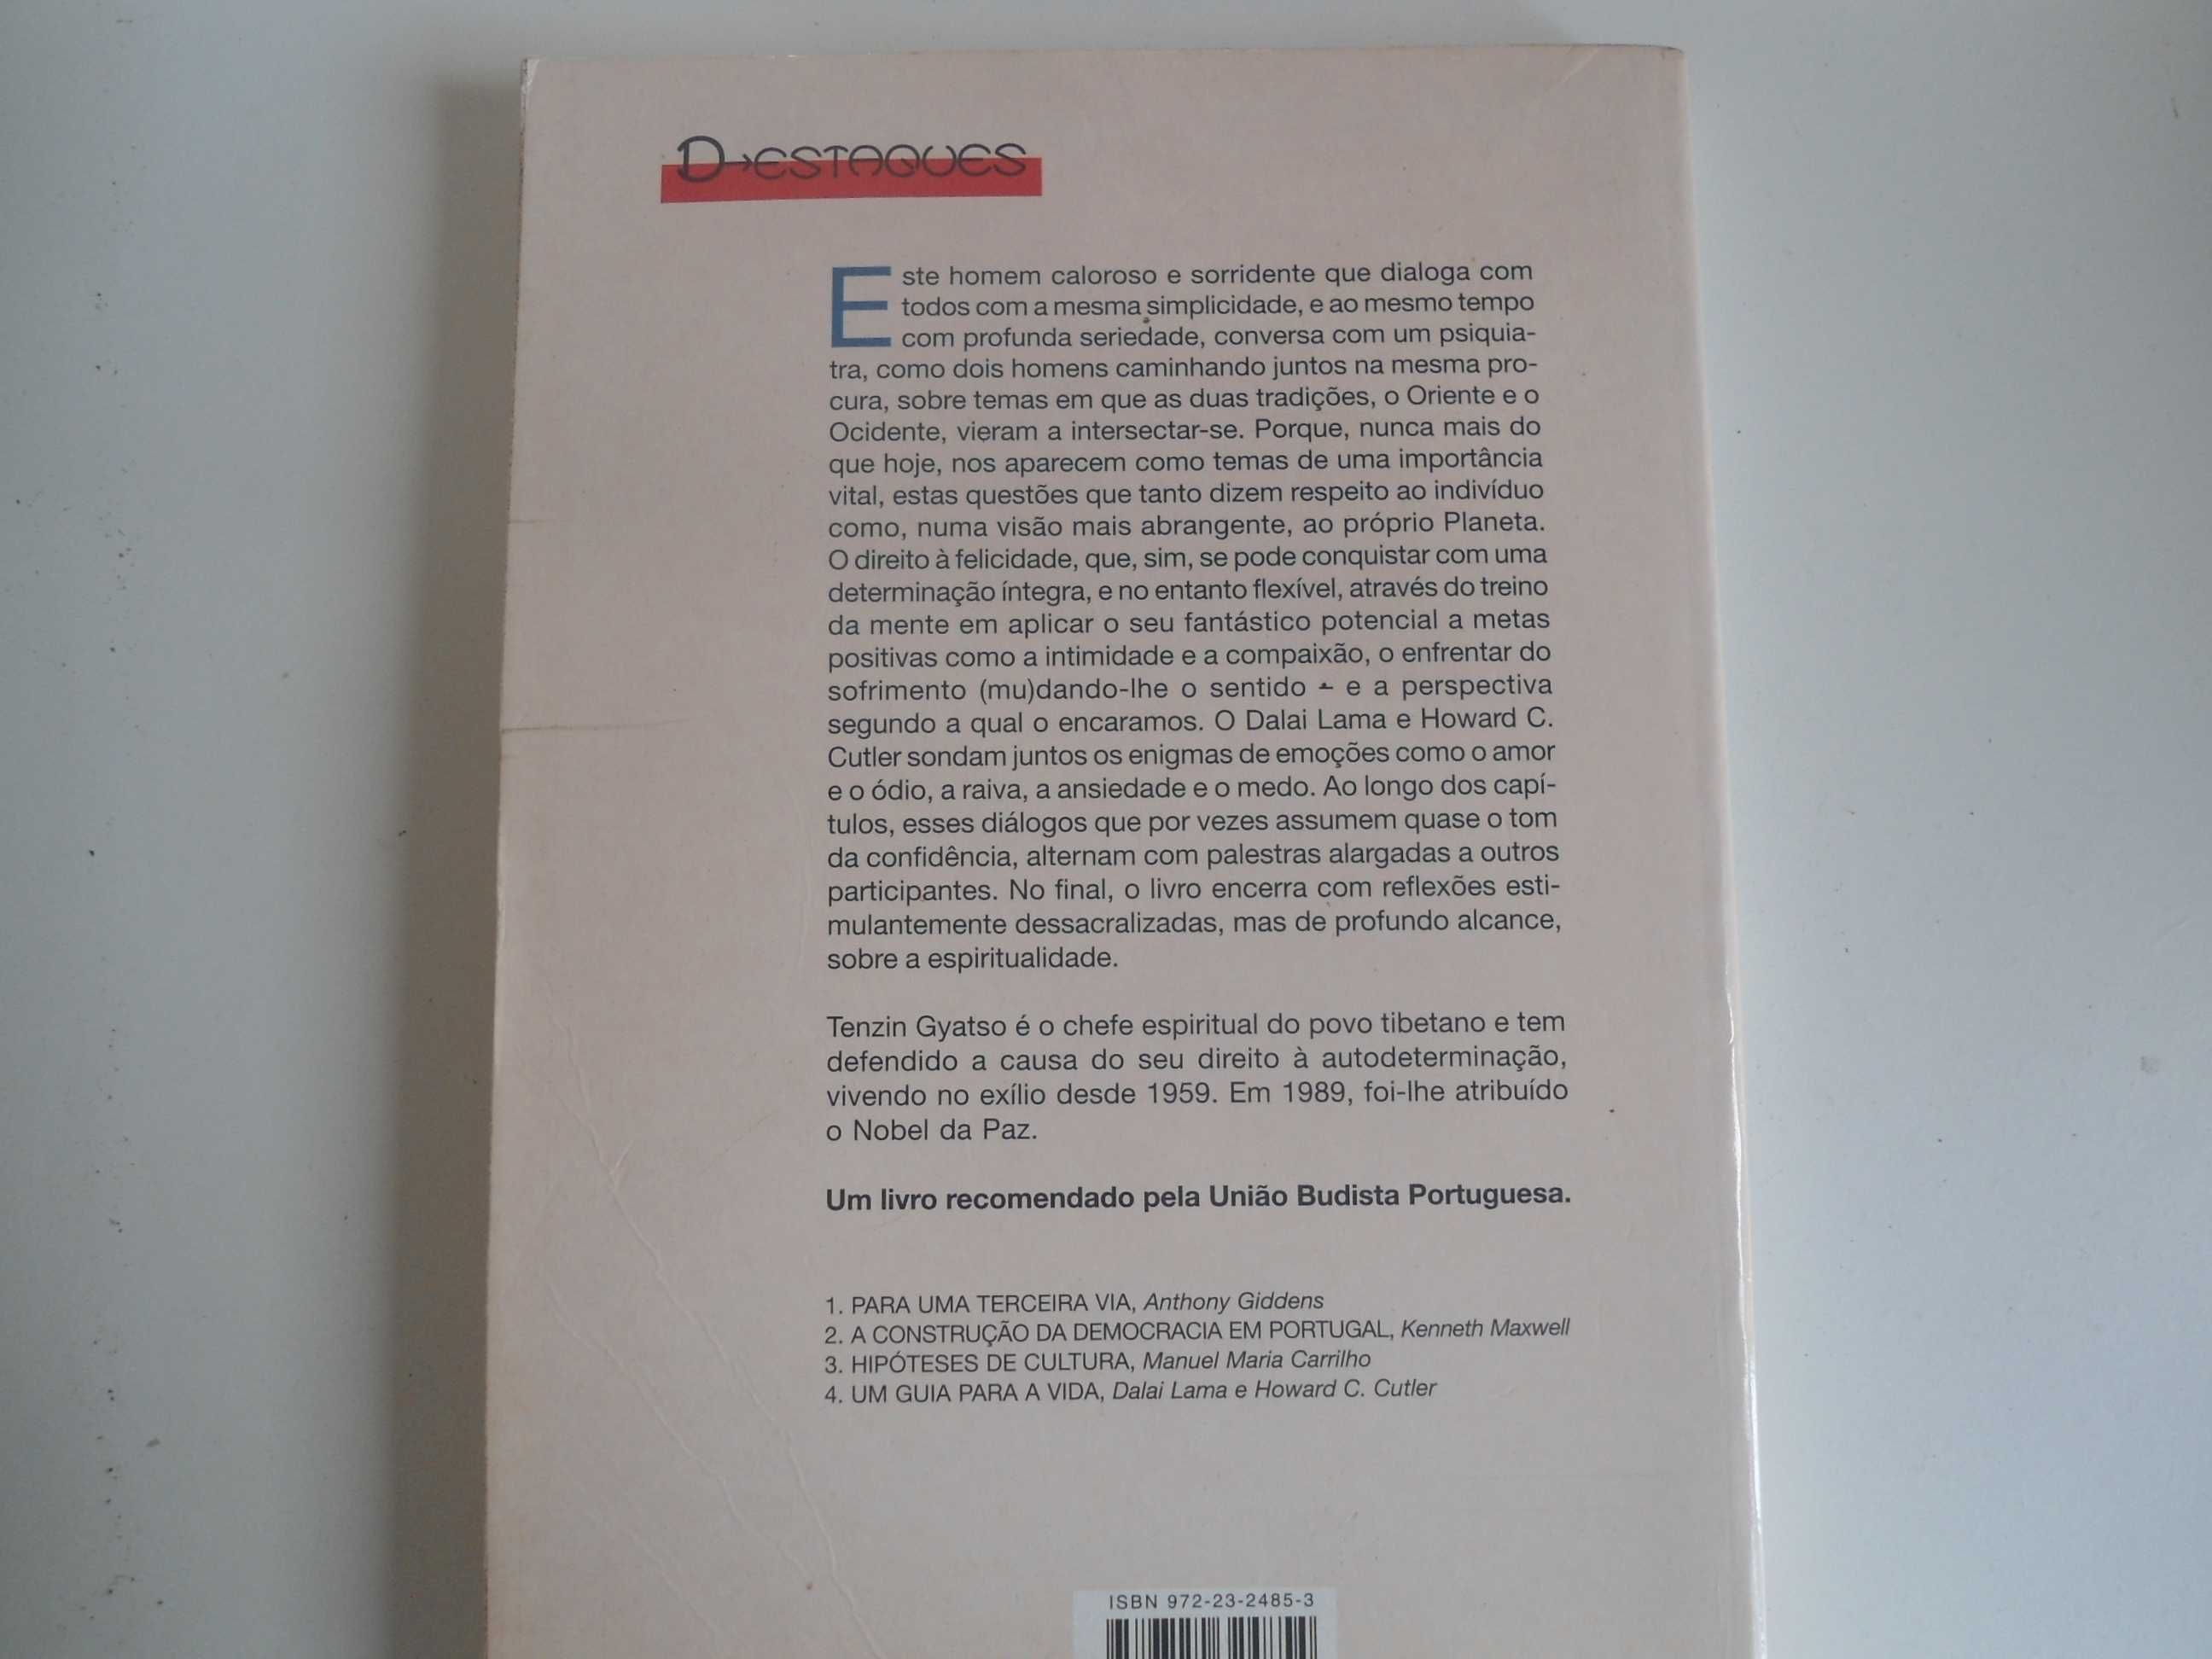 DESTAQUES
Este homem caloroso e sorridente que dialoga com
todos com a mesma simplicidade, e ao mesmo tempo
com profunda seriedade, conversa com um psiquia-
tra, como dois homens caminhando juntos na mesma pro-
cura, sobre temas em que as duas tradições, o Oriente e o
Ocidente, vieram a intersectar-se. Porque, nunca mais do
que hoje, nos aparecem como temas de uma importância
vital, estas questões que tanto dizem respeito ao indivíduo
como, numa visão mais abrangente, ao próprio Planeta.
O direito à felicidade, que, sim, se pode conquistar com uma
determinação íntegra, e no entanto flexível, através do treino
da mente em aplicar o seu fantástico potencial a metas
positivas como a intimidade e a compaixão, o enfrentar do
sofrimento (mu)dando-lhe o sentido - e a perspectiva
segundo a qual o encaramos. O Dalai Lama e Howard C.
Cutler sondam juntos os enigmas de emoções como o amor
e o ódio, a raiva, a ansiedade e o medo. Ao longo dos capí-
tulos, esses diálogos que por vezes assumem quase o tom
da confidência, alternam com palestras alargadas a outros
participantes. No final, o livro encerra com reflexões esti-
mulantemente dessacralizadas, mas de profundo alcance,
sobre a espiritualidade.
Tenzin Gyatso é o chefe espiritual do povo tibetano e tem
defendido a causa do seu direito à autodeterminação,
vivendo no exílio desde 1959. Em 1989, foi-lhe atribuído
o Nobel da Paz.
Um livro recomendado pela União Budista Portuguesa.
1. PARA UMA TERCEIRA VIA, Anthony Giddens
2. A CONSTRUÇÃO DA DEMOCRACIA EM PORTUGAL, Kenneth Maxwell
3. HIPÓTESES DE CULTURA, Manuel Maria Carrilho
4. UM GUIA PARA A VIDA, Dalai Lama e Howard C. Cutler
ISBN 972-23-2485-3